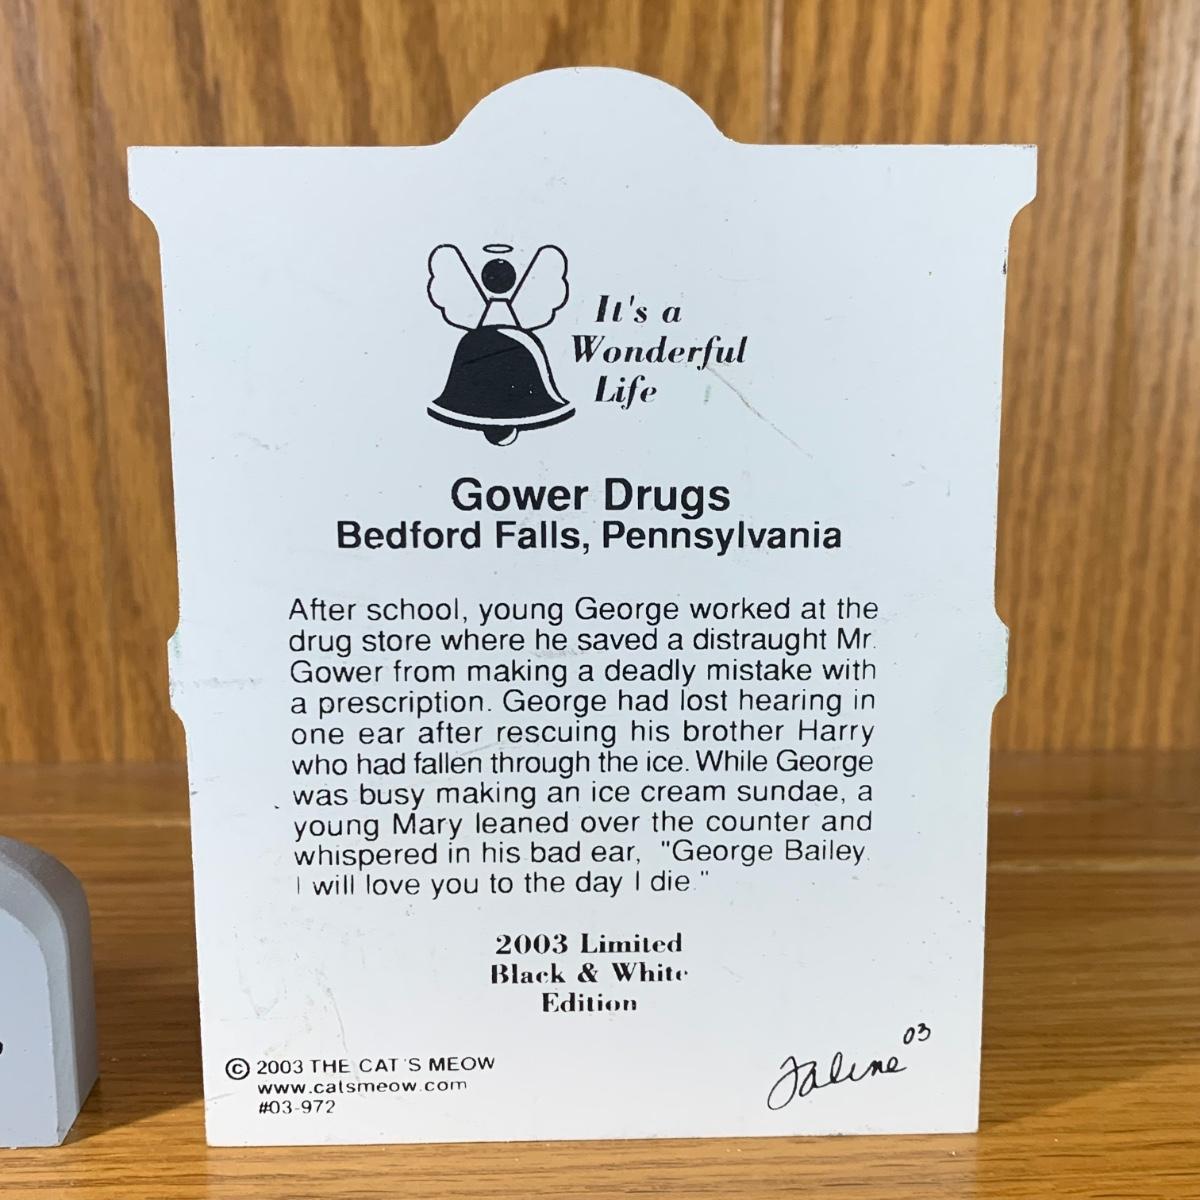 It's a
Wonderful
Life
Gower Drugs
Bedford Falls, Pennsylvania
After school, young George worked at the
drug store where he saved a distraught Mr.
Gower from making a deadly mistake with
a prescription. George had lost hearing in
one ear after rescuing his brother Harry
who had fallen through the ice. While George
was busy making an ice cream sundae, a
young Mary leaned over the counter and
whispered in his bad ear, "George Bailey.
I will love you to the day I die."
2003 Limited
Black & White
Edition
© 2003 THE CAT'S MEOW
www.catsmeow.com
#03-972
Faline 03